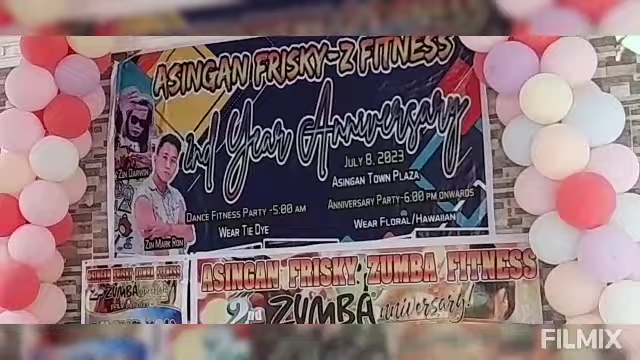 ASINGAN FRISKY-Z FITNESS
2nd Year Anniversary
JULY 8, 2023
ASINGAN TOWN PLAZA
ZIN DARWIN
DANCE FITNESS PARTY -5:00 AM
WEAR TIE DYE
ANNIVERSARY PARTY-6:00 PM ONWARDS
WEAR FLORAL/HAWAIIAN
ZIN MARK RON
ASINGAN FRISKY ZUMBA FITNESS
2nd ZUMBA anniversary!
ZUMBA
FILMIX